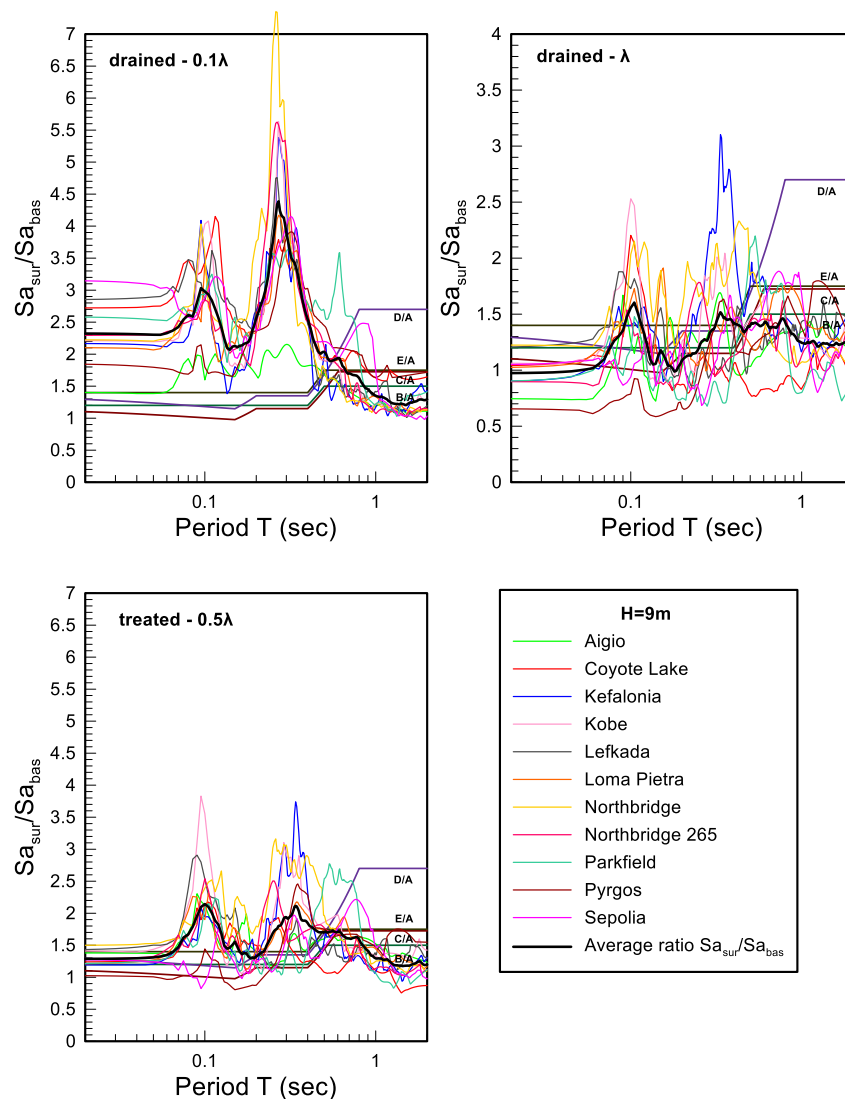 drained - 0.1λ
7
6.5
6
5.5
5
4.5
4
3.5
3
2.5
2
1.5
1
0.5
0
Sa_sur/Sa_bas
D/A
E/A
C/A
B/A
0.1 1
Period T (sec)
drained - λ
4
3.5
3
2.5
2
1.5
1
0.5
0
Sa_sur/Sa_bas
D/A
E/A
C/A
B/A
0.1 1
Period T (sec)
treated - 0.5λ
7
6.5
6
5.5
5
4.5
4
3.5
3
2.5
2
1.5
1
0.5
0
Sa_sur/Sa_bas
D/A
E/A
C/A
B/A
0.1 1
Period T (sec)
H=9m
Aigio
Coyote Lake
Kefalonia
Kobe
Lefkada
Loma Pietra
Northbridge
Northbridge 265
Parkfield
Pyrgos
Sepolia
Average ratio Sa_sur/Sa_bas